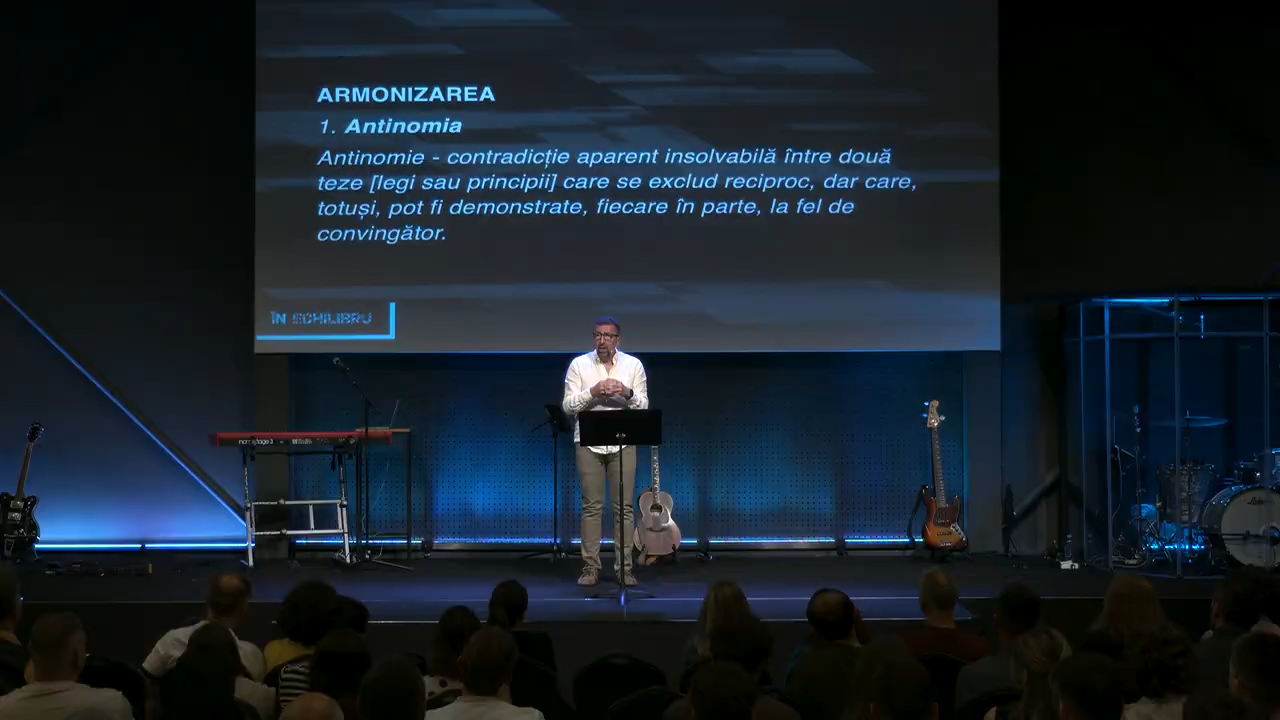 ARMONIZAREA
1. Antinomia
Antinomie - contradicție aparent insolvabilă între două
teze [legi sau principii] care se exclud reciproc, dar care,
totuși, pot fi demonstrate, fiecare în parte, la fel de
convingător.
ÎN ECHILIBRU